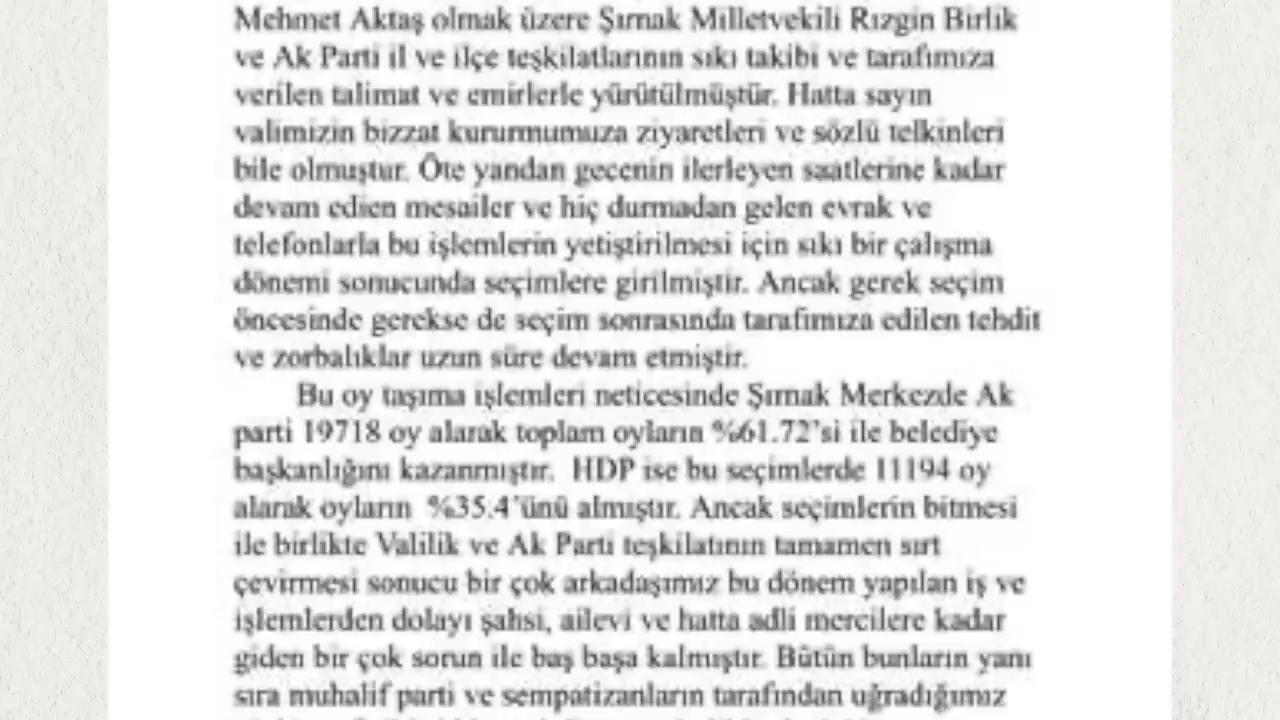 Mehmet Aktaş olmak üzere Şırnak Milletvekili Rızgin Birlik
ve Ak Parti il ve ilçe teşkilatlarının sıkı takibi ve tarafımıza
verilen talimat ve emirlerle yürütülmüştür. Hatta sayın
valimizin bizzat kurumumuza ziyaretleri ve sözlü telkinleri
bile olmuştur. Öte yandan gecenin ilerleyen saatlerine kadar
devam edien mesailer ve hiç durmadan gelen evrak ve
telefonlarla bu işlemlerin yetiştirilmesi için sıkı bir çalışma
dönemi sonucunda seçimlere girilmiştir. Ancak gerek seçim
öncesinde gerekse de seçim sonrasında tarafımıza edilen tehdit
ve zorbalıklar uzun süre devam etmiştir.
Bu oy taşıma işlemleri neticesinde Şırnak Merkezde Ak
parti 19718 oy alarak toplam oyların %61.72'si ile belediye
başkanlığını kazanmıştır. HDP ise bu seçimlerde 11194 oy
alarak oyların %35.4'ünü almıştır. Ancak seçimlerin bitmesi
ile birlikte Valilik ve Ak Parti teşkilatının tamamen sırt
çevirmesi sonucu bir çok arkadaşımız bu dönem yapılan iş ve
işlemlerden dolayı şahsi, ailevi ve hatta adli mercilere kadar
giden bir çok sorun ile baş başa kalmıştır. Bütün bunların yanı
sıra muhalif parti ve sempatizanların tarafından uğradığımız